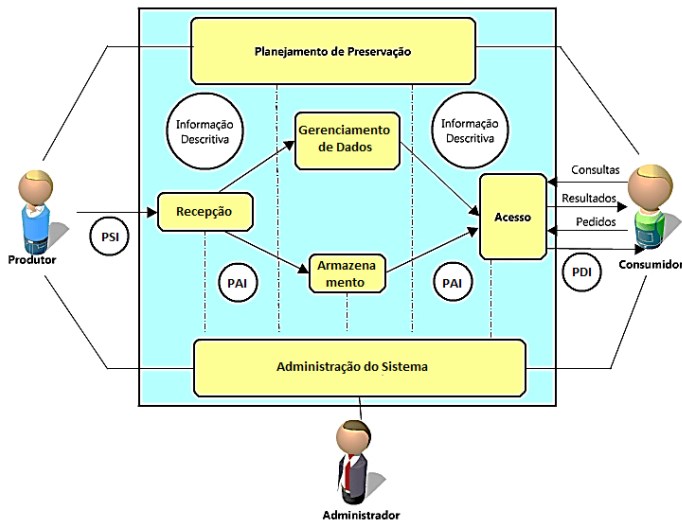 Planejamento de Preservação
Informação
Descritiva
Gerenciamento
de Dados
Informação
Descritiva
Consultas
Resultados
Pedidos
Recepção
Acesso
PSI
Produtor
PAI
Armazena
mento
PAI
PDI
Consumidor
Administração do Sistema
Administrador